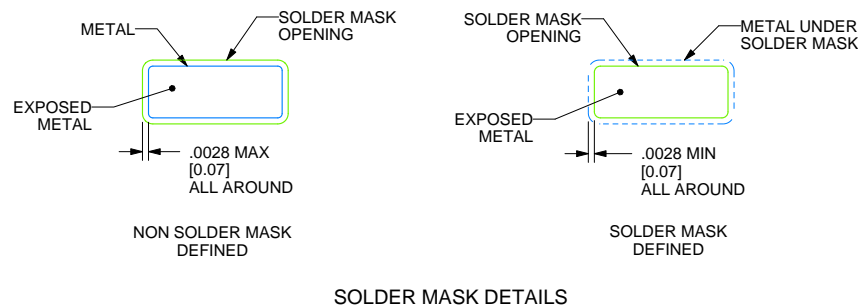 METAL
SOLDER MASK
OPENING
EXPOSED
METAL
.0028 MAX
[0.07]
ALL AROUND
NON SOLDER MASK
DEFINED
SOLDER MASK
OPENING
METAL UNDER
SOLDER MASK
EXPOSED
METAL
.0028 MIN
[0.07]
ALL AROUND
SOLDER MASK
DEFINED
SOLDER MASK DETAILS